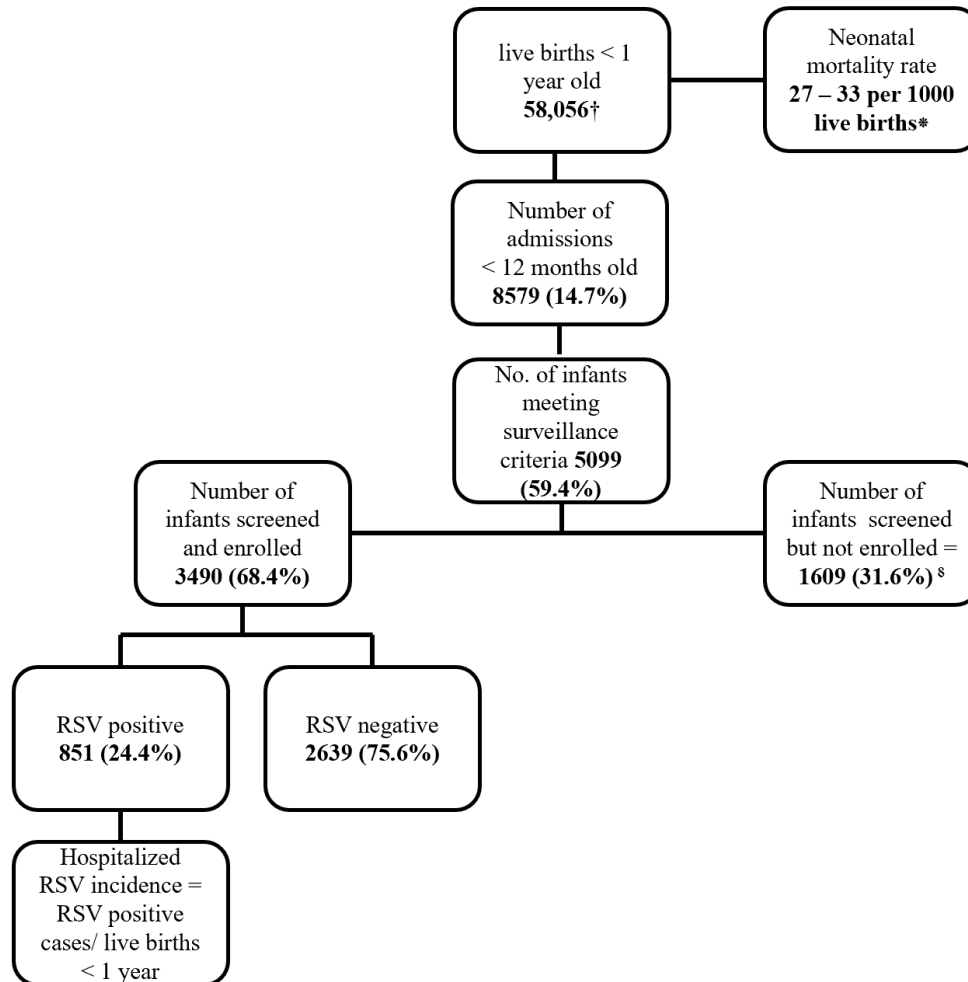 live births < 1
year old
58,056†
Neonatal
mortality rate
27 – 33 per 1000
live births*
Number of
admissions
< 12 months old
8579 (14.7%)
No. of infants
meeting
surveillance
criteria 5099
(59.4%)
Number of
infants screened
and enrolled
3490 (68.4%)
Number of
infants  screened
but not enrolled =
1609 (31.6%) §
RSV positive
851 (24.4%)
RSV negative
2639 (75.6%)
Hospitalized
RSV incidence =
RSV positive
cases/ live births
< 1 year